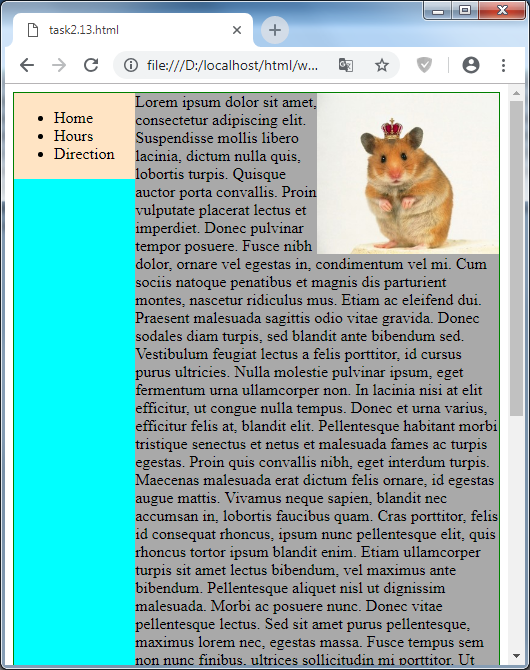 task2.13.html
file:///D:/localhost/html/w...
Home
Hours
Direction
Lorem ipsum dolor sit amet,
consectetur adipiscing elit.
Suspendisse mollis libero
lacinia, dictum nulla quis,
lobortis turpis. Quisque
auctor porta convallis. Proin
vulputate placerat lectus et
imperdiet. Donec pulvinar
tempor posuere. Fusce nibh
dolor, ornare vel egestas in, condimentum vel mi. Cum
sociis natoque penatibus et magnis dis parturient
montes, nascetur ridiculus mus. Etiam ac eleifend dui.
Praesent malesuada sagittis odio vitae gravida. Donec
sodales diam turpis, sed blandit ante bibendum sed.
Vestibulum feugiat lectus a felis porttitor, id cursus
purus ultricies. Nulla molestie pulvinar ipsum, eget
fermentum urna ullamcorper non. In lacinia nisi at elit
efficitur, ut congue nulla tempus. Donec et urna varius,
efficitur felis at, blandit elit. Pellentesque habitant morbi
tristique senectus et netus et malesuada fames ac turpis
egestas. Proin quis convallis nibh, eget interdum turpis.
Maecenas malesuada erat dictum felis ornare, id egestas
augue mattis. Vivamus neque sapien, blandit nec
accumsan in, lobortis faucibus quam. Cras porttitor, felis
id consequat rhoncus, ipsum nunc pellentesque elit, quis
rhoncus tortor ipsum blandit enim. Etiam ullamcorper
turpis sit amet lectus bibendum, vel maximus ante
bibendum. Pellentesque aliquet nisl ut dignissim
malesuada. Morbi ac posuere nunc. Donec vitae
pellentesque lectus. Sed sit amet purus pellentesque,
maximus lorem nec, egestas massa. Fusce tempus sem
non nunc finibus, ultrices sollicitudin mi porttitor. Ut